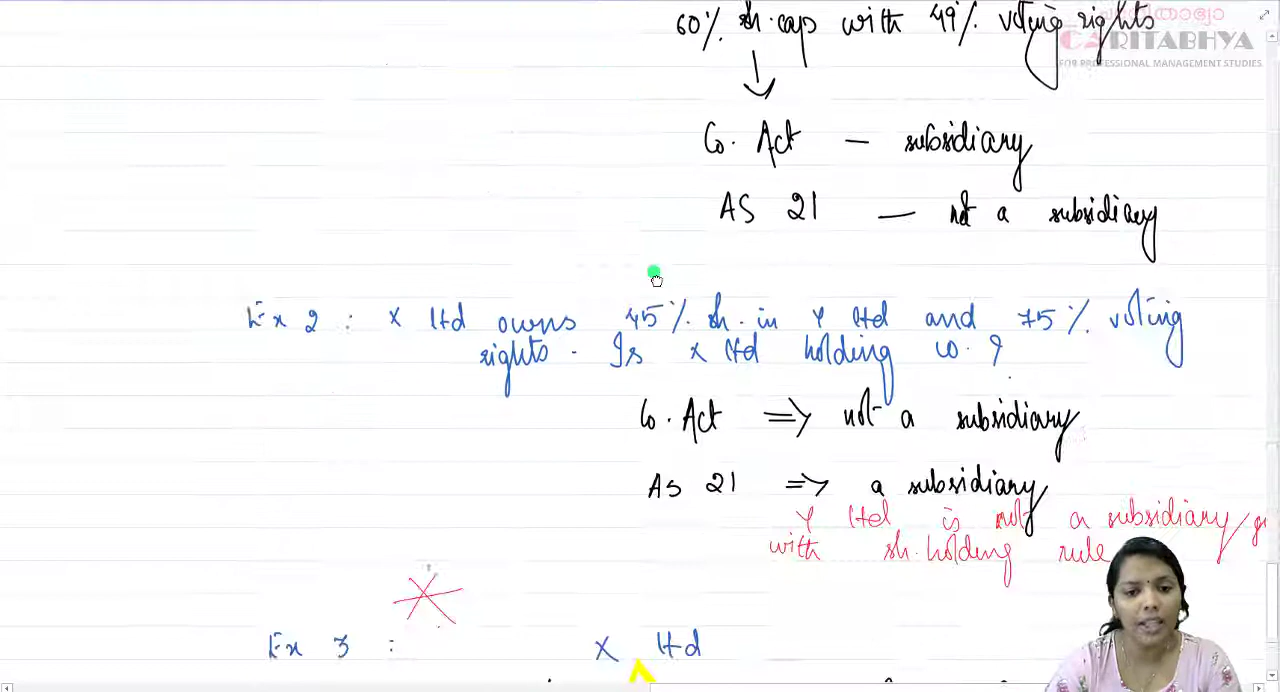 60% sh.cap with 49% voting rights
CARITABHYA
FOR PROFESSIONAL MANAGEMENT STUDIES
Co. Act — subsidiary
AS 21 — not a subsidiary
Ex 2 : X ltd owns 45% sh. in Y ltd and 75% voting
rights. Is X ltd holding co. ?
Co. Act ⇒ not a subsidiary
AS 21 ⇒ a subsidiary
Y ltd is not a subsidiary
with sh.holding rule
Ex 3 : X ltd